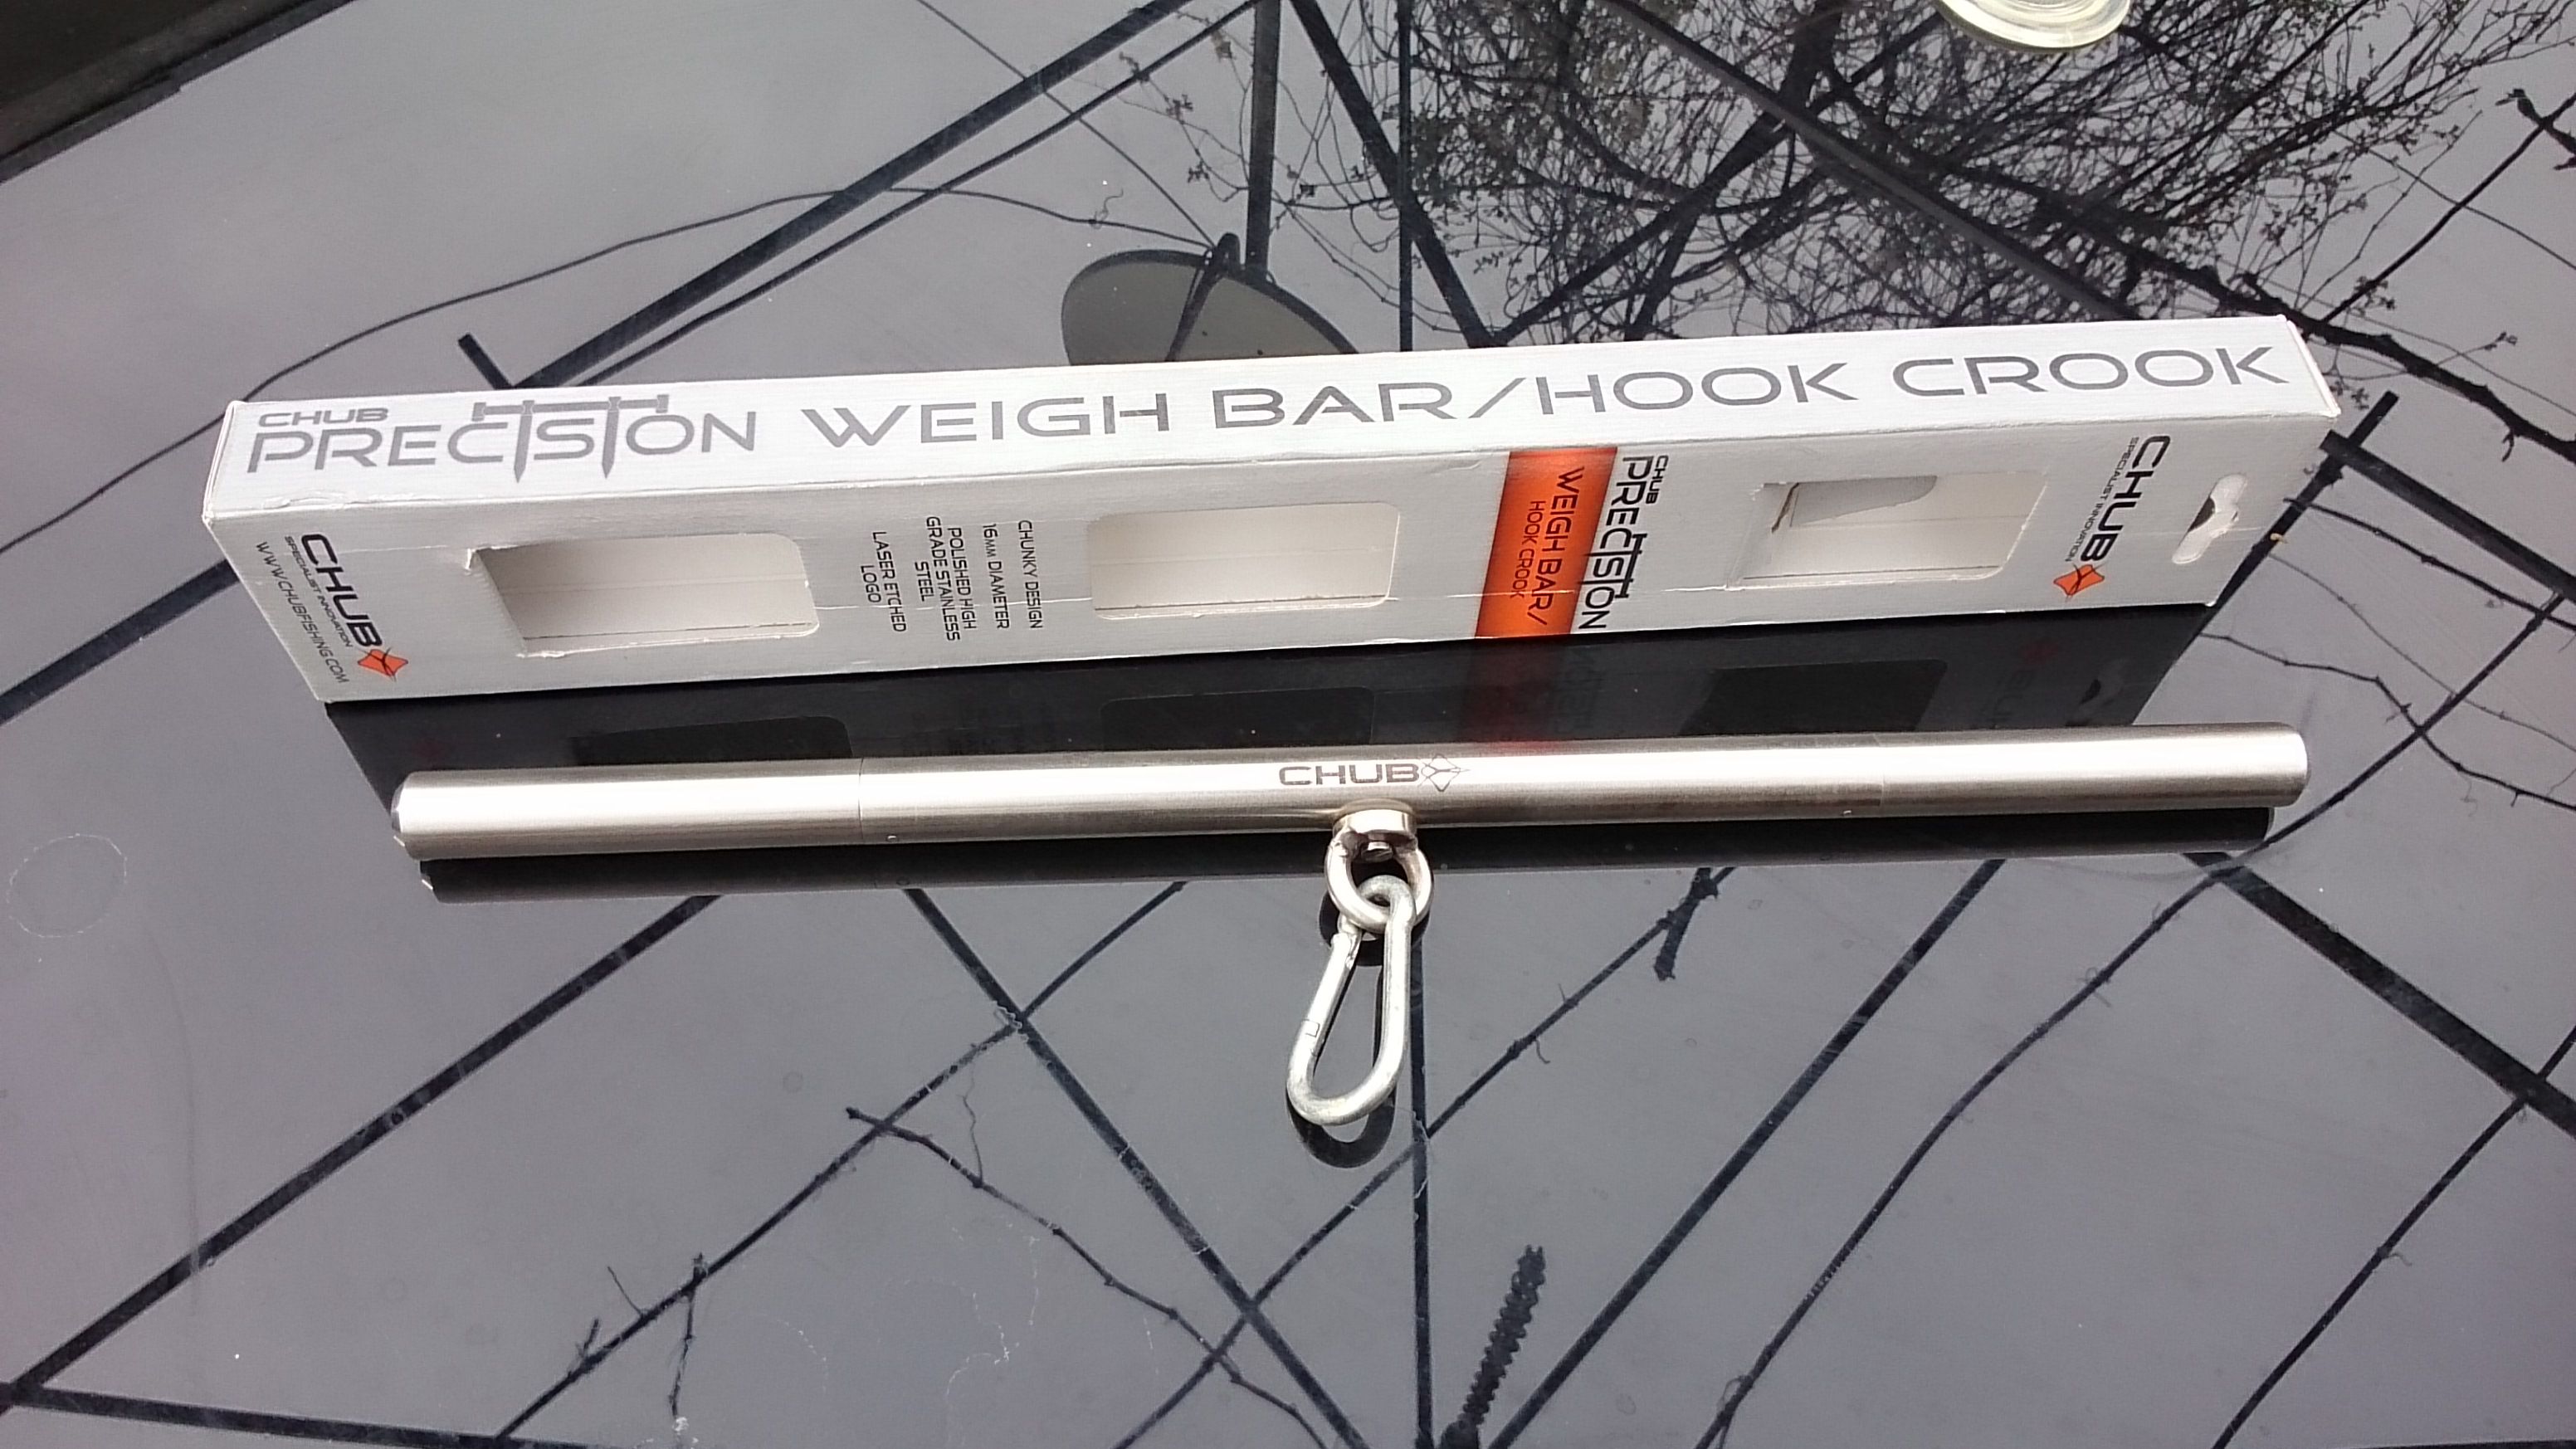 CHUB
PRECISION WEIGH BAR/HOOK CROOK
CHUB
SPECIALIST INNOVATION
WWW.CHUBFISHING.COM
CHUNKY DESIGN
16MM DIAMETER
POLISHED HIGH
GRADE STAINLESS
STEEL
LASER ETCHED
LOGO
CHUB
PRECISION
WEIGH BAR/
HOOK CROOK
CHUB
SPECIALIST INNOVATION
CHUB